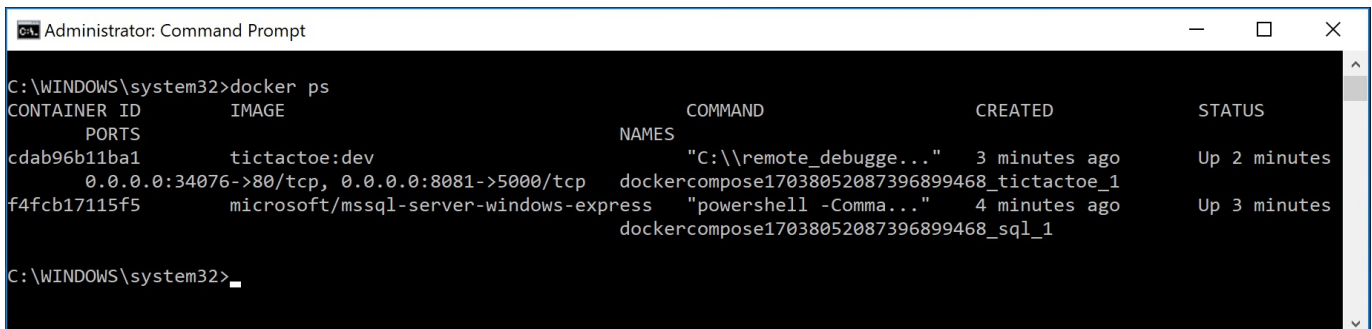 Administrator: Command Prompt
C:\WINDOWS\system32>docker ps
CONTAINER ID        IMAGE                                     COMMAND                  CREATED             STATUS
      PORTS                                            NAMES
cdab96b11ba1        tictactoe:dev                             "C:\\remote_debugge..."   3 minutes ago       Up 2 minutes
      0.0.0.0:34076->80/tcp, 0.0.0.0:8081->5000/tcp   dockercompose17038052087396899468_tictactoe_1
f4fcb17115f5        microsoft/mssql-server-windows-express   "powershell -Comma..."   4 minutes ago       Up 3 minutes
                                                      dockercompose17038052087396899468_sql_1
C:\WINDOWS\system32>